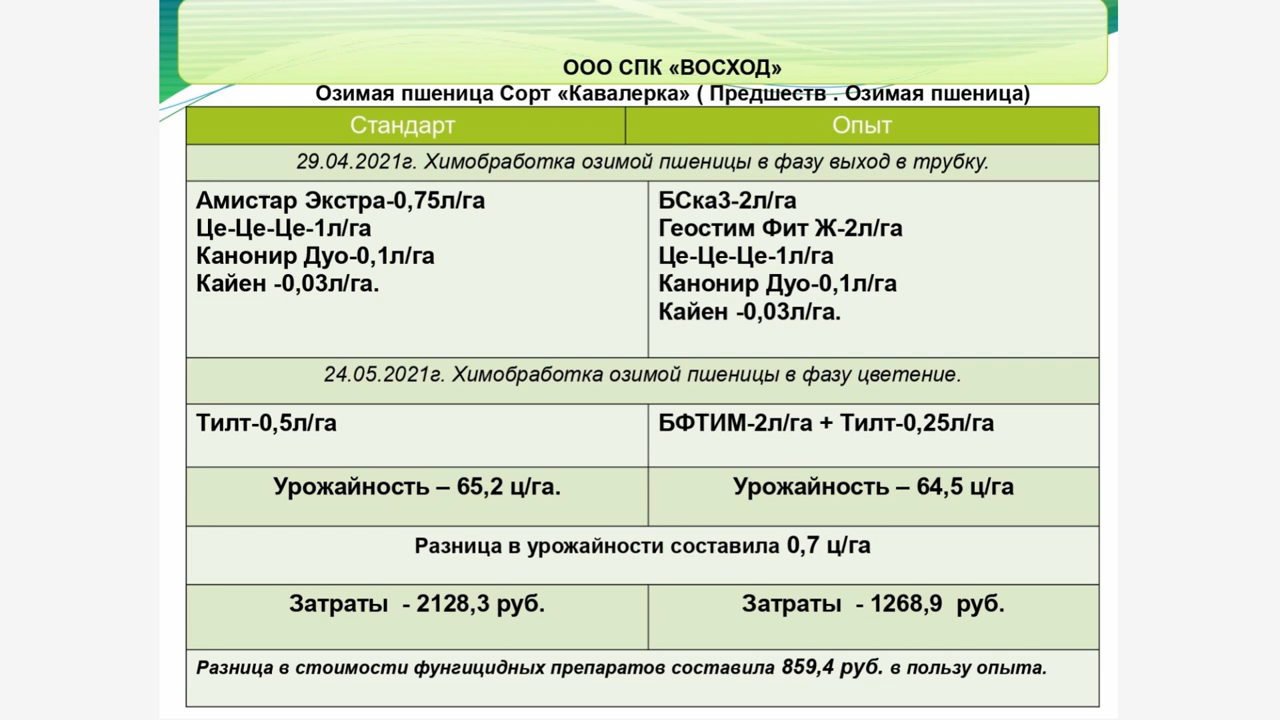 ООО СПК «ВОСХОД»
Озимая пшеница Сорт «Кавалерка» ( Предшеств . Озимая пшеница)
Стандарт
Опыт
29.04.2021г. Химобработка озимой пшеницы в фазу выход в трубку.
Амистар Экстра-0,75л/га
Це-Це-Це-1л/га
Канонир Дуо-0,1л/га
Кайен -0,03л/га.
БСка3-2л/га
Геостим Фит Ж-2л/га
Це-Це-Це-1л/га
Канонир Дуо-0,1л/га
Кайен -0,03л/га.
24.05.2021г. Химобработка озимой пшеницы в фазу цветение.
Тилт-0,5л/га
БФТИМ-2л/га + Тилт-0,25л/га
Урожайность – 65,2 ц/га.
Урожайность – 64,5 ц/га
Разница в урожайности составила 0,7 ц/га
Затраты - 2128,3 руб.
Затраты - 1268,9 руб.
Разница в стоимости фунгицидных препаратов составила 859,4 руб. в пользу опыта.